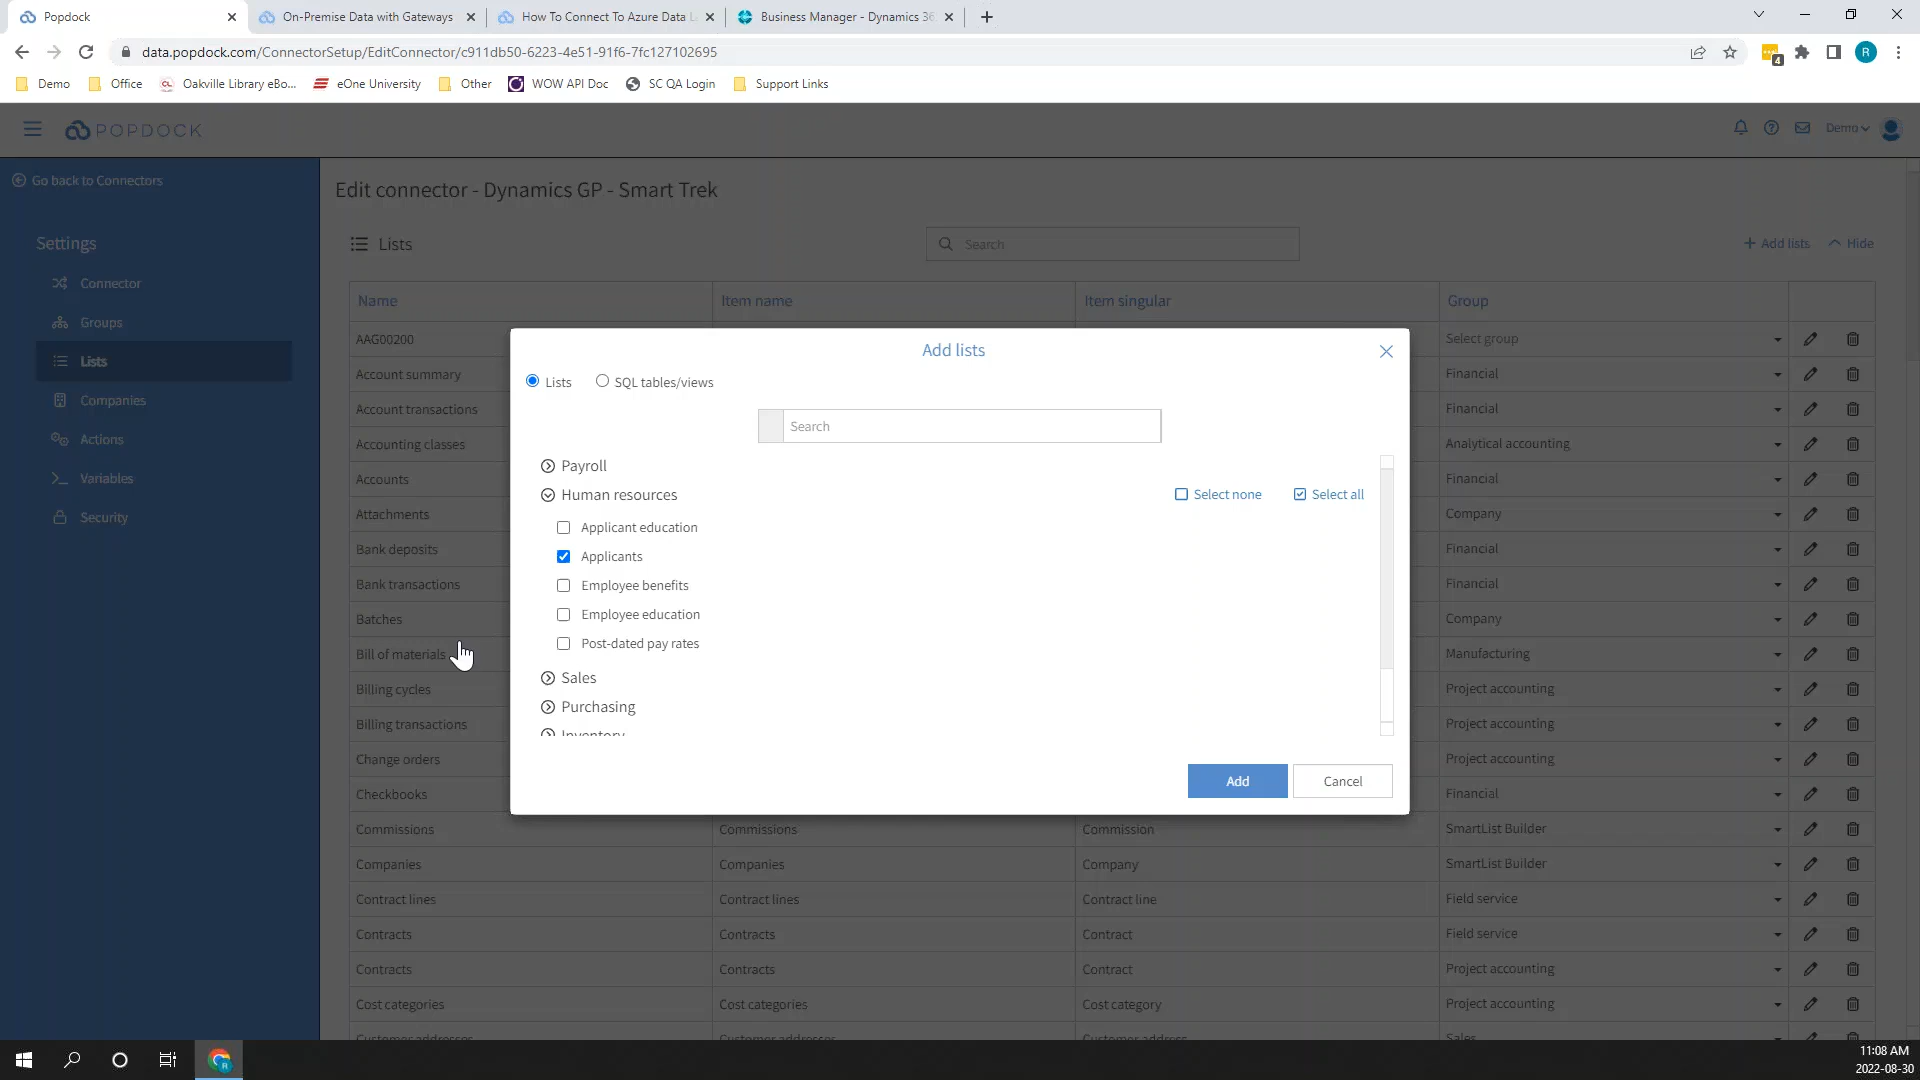 Popdock
On-Premise Data with Gateways
How To Connect To Azure Data L
Business Manager - Dynamics 36
data.popdock.com/ConnectorSetup/EditConnector/c911db50-6223-4e51-91f6-7fc127102695
4
R
Demo
Office
CL
Oakville Library eBo...
eOne University
Other
WOW API Doc
SC QA Login
Support Links
POPDOCK
Demo
Go back to Connectors
Edit connector - Dynamics GP - Smart Trek
Settings
Connector
Groups
Lists
Companies
Actions
Variables
Security
Lists
Search
Add lists
Hide
Name Item name Item singular Group
AAG00200 Select group
Account summary Financial
Account transactions Financial
Accounting classes Analytical accounting
Accounts Financial
Attachments Company
Bank deposits Financial
Bank transactions Financial
Batches Company
Bill of materials Manufacturing
Billing cycles Project accounting
Billing transactions Project accounting
Change orders Project accounting
Checkbooks Financial
Commissions Commissions Commission SmartList Builder
Companies Companies Company SmartList Builder
Contract lines Contract lines Contract line Field service
Contracts Contracts Contract Field service
Contracts Contracts Contract Project accounting
Cost categories Cost categories Cost category Project accounting
Customer addresses Customer addresses Customer address Sales
Add lists
Lists
SQL tables/views
Search
Payroll
Human resources
Select none
Select all
Applicant education
Applicants
Employee benefits
Employee education
Post-dated pay rates
Sales
Purchasing
Inventory
Add
Cancel
R
11:08 AM
2022-08-30